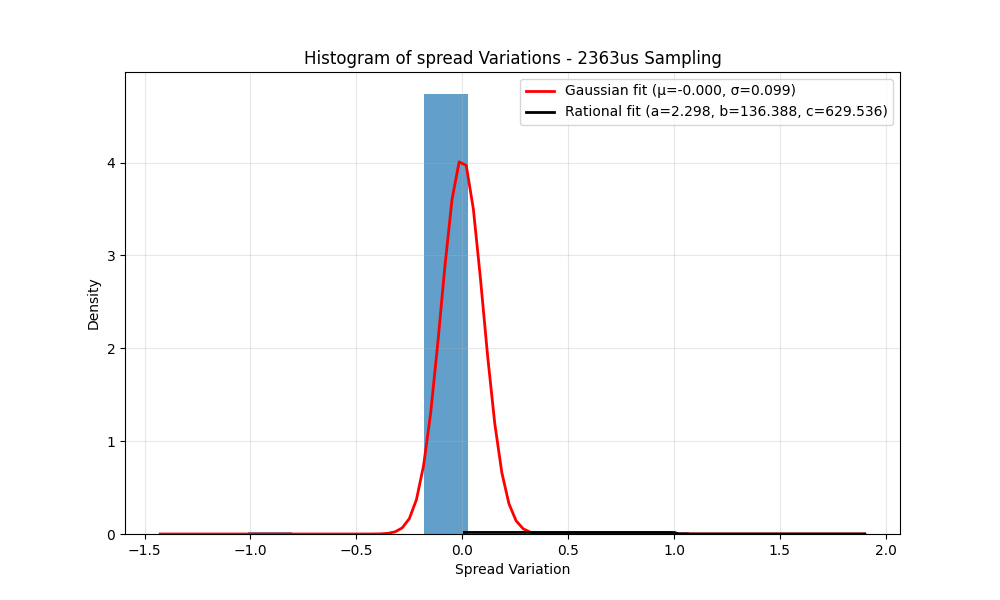 Histogram of spread Variations - 2363us Sampling
Gaussian fit (μ=-0.000, σ=0.099)
Rational fit (a=2.298, b=136.388, c=629.536)
Density
4
3
2
1
0
−1.5 −1.0 −0.5 0.0 0.5 1.0 1.5 2.0
Spread Variation